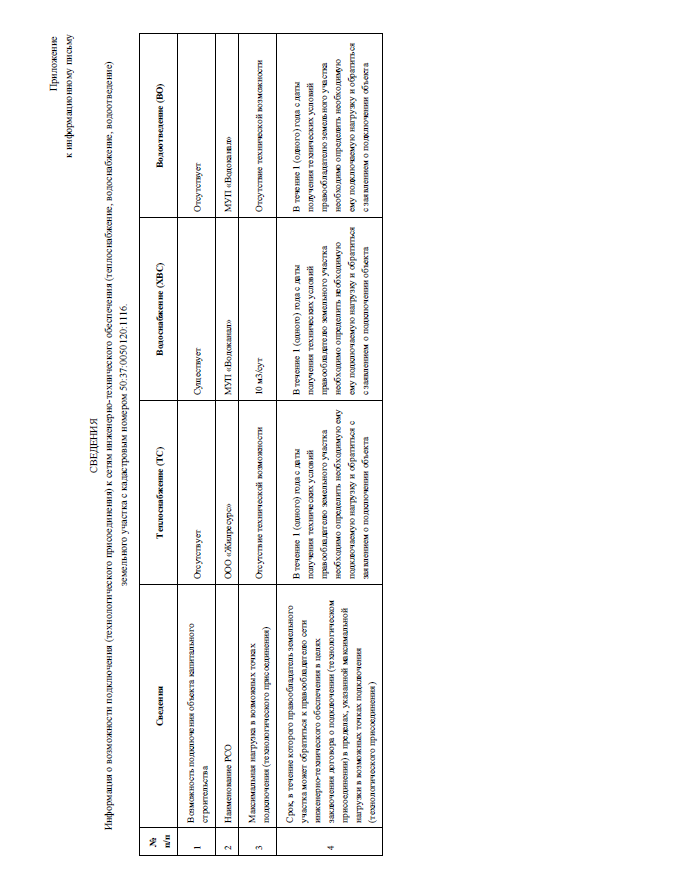 Приложение
к информационному письму
СВЕДЕНИЯ
Информация о возможности подключения (технологического присоединения) к сетям инженерно-технического обеспечения (теплоснабжение, водоснабжение, водоотведение)
земельного участка с кадастровым номером 50:37:0050120:1116.
№
п/п
Сведения
Теплоснабжение (ТС)
Водоснабжение (ХВС)
Водоотведение (ВО)
1
Возможность подключения объекта капитального
строительства
Отсутствует
Существует
Отсутствует
2
Наименование РСО
ООО «Жилресурс»
МУП «Водоканал»
МУП «Водоканал»
3
Максимальная нагрузка в возможных точках
подключения (технологического присоединения)
Отсутствие технической возможности
10 м3/сут
Отсутствие технической возможности
4
Срок, в течение которого правообладатель земельного
участка может обратиться к правообладателю сети
инженерно-технического обеспечения в целях
заключения договора о подключении (технологическом
присоединении) в пределах, указанной максимальной
нагрузки в возможных точках подключения
(технологического присоединения)
В течение 1 (одного) года с даты
получения технических условий
правообладателю земельного участка
необходимо определить необходимую ему
подключаемую нагрузку и обратиться с
заявлением о подключении объекта
В течение 1 (одного) года с даты
получения технических условий
правообладателю земельного участка
необходимо определить необходимую
ему подключаемую нагрузку и обратиться
с заявлением о подключении объекта
В течение 1 (одного) года с даты
получения технических условий
правообладателю земельного участка
необходимо определить необходимую
ему подключаемую нагрузку и обратиться
с заявлением о подключении объекта